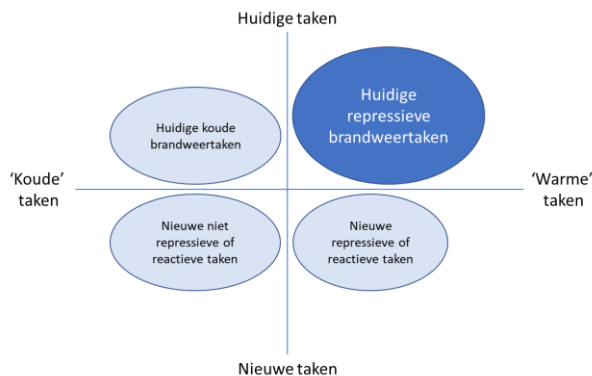 Huidige taken
Huidige
repressieve
brandweertaken
Huidige koude
brandweertaken
'Koude'
taken
'Warme'
taken
Nieuwe niet
repressieve of
reactieve taken
Nieuwe
repressieve of
reactieve taken
Nieuwe taken